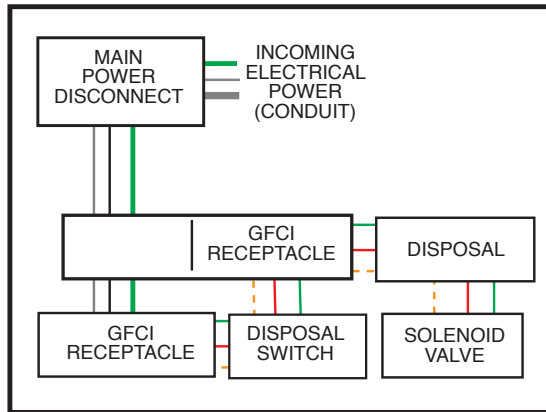 MAIN
POWER
DISCONNECT
INCOMING
ELECTRICAL
POWER
(CONDUIT)
GFCI
RECEPTACLE
DISPOSAL
GFCI
RECEPTACLE
DISPOSAL
SWITCH
SOLENOID
VALVE